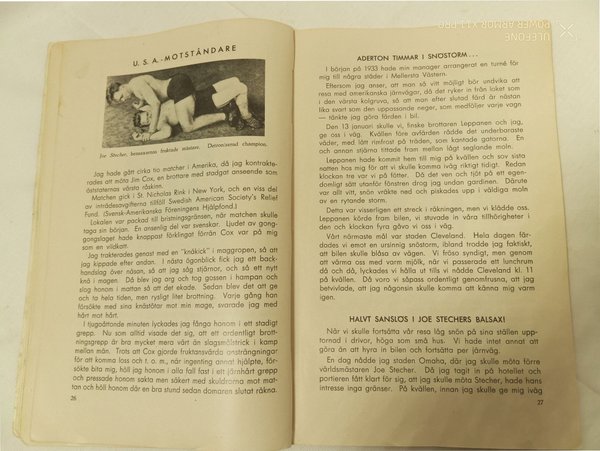 U. S. A.-MOTSTÅNDARE
Joe Stecher, bensaxarnas fruktade mästare. Dethroniserad champion.
Jag hade gått cirka tio matcher i Amerika, då jag kontrakte-
rades att möta Jim Cox, en brottare med stadgat anseende som
öststaternas värsta råskinn.
Matchen gick i St. Nicholas Rink i New York, och en viss del
av inträdesavgifterna tillföll Swedish American Society's Relief
Fund. (Svensk-Amerikanska Föreningens Hjälpfond.)
Lokalen var packad till bristningsgränsen, när matchen skulle
taga sin början. En ansenlig del var svenskar. Ljudet av gong-
gongslaget hade knappast förklingat förrän Cox var på mig
som en vildkatt.
Jag trakterades genast med en "knäkick" i maggropen, så att
jag kippade efter andan. I nästa ögonblick fick jag ett back-
handslag över näsan, så att jag såg stjärnor, och så ett nytt
knä i magen. Då blev jag arg och tog gossen i hampan och
slog honom i mattan så att det ekade. Sedan blev det att ge
och ta hela tiden, men rysligt litet brottning. Varje gång han
försökte med sina knästötar mot min mage, svarade jag med
hårt mot hårt.
I tjugoåttonde minuten lyckades jag fånga honom i ett stadigt
grepp. Nu som alltid visade det sig, att ett ordentligt brott-
ningsgrepp är bra mycket mera värt än slagsmålstrick i kamp
mellan män. Trots att Cox gjorde fruktansvärda ansträngningar
för att komma loss och t. o. m., när ingenting annat hjälpte, för-
sökte bita mig, höll jag honom i alla fall fast i ett järnhårt grepp
och pressade honom sakta men säkert med skuldrorna mot mat-
tan och höll honom där en bra stund sedan domaren slutat räkna.
26
ADERTON TIMMAR I SNÖSTORM...
I början på 1933 hade min manager arrangerat en turné för
mig till några städer i Mellersta Västern.
Eftersom jag anser, att man så vitt möjligt bör undvika att
resa med amerikanska järnvägar, då det ryker in från loket som
i den värsta kolgruva, så att man efter slutad färd är nästan
lika svart som den uppassande neger, som medföljer varje vagn
— tänkte jag göra färden i bil.
Den 13 januari skulle vi, finske brottaren Leppanen och jag,
ge oss i väg. Kvällen före avfärden rådde det underbaraste
väder, med lätt rimfrost på träden, som kantade gatorna. En
och annan stjärna tittade fram mellan lågt seglande moln.
Leppanen hade kommit hem till mig på kvällen och sov sista
natten hos mig för att vi skulle komma iväg riktigt tidigt. Redan
klockan tre var vi på fötter. Då det ven och tjöt på ett egen-
domligt sätt utanför fönstren drog jag undan gardinen. Därute
var allt vitt, snön vräkte ned och piskades upp i väldiga moln
av en rytande storm.
Detta var visserligen ett streck i räkningen, men vi klädde oss.
Leppanen körde fram bilen, vi stuvade in våra tillhörigheter i
den och klockan fyra gåvo vi oss i väg.
Vårt närmaste mål var staden Cleveland. Hela dagen fär-
dades vi emot en ursinnig snöstorm, ibland trodde jag faktiskt,
att bilen skulle blåsa av vägen. Vi fröso syndigt, men genom
att värma oss med varm mjölk, när vi passerade ett lunchrum
då och då, lyckades vi hålla ut tills vi nådde Cleveland kl. 11
på kvällen. Då voro vi såpass ordentligt genomfrusna, att jag
betvivlade, att jag någonsin skulle komma att känna mig varm
igen.
HALVT SANSLÖS I JOE STECHERS BALSAX!
När vi skulle fortsätta vår resa låg snön på sina ställen upp-
tornad i drivor, höga som små hus. Vi hade intet annat att
göra än att hyra in bilen och fortsätta per järnväg.
En dag nådde jag staden Omaha, där jag skulle möta förre
världsmästaren Joe Stecher. Då jag tagit in på hotellet och
portieren fått klart för sig, att jag skulle möta Stecher, hade hans
intresse inga gränser. På kvällen, innan jag skulle ge mig iväg
27
POWER ARMOR X11 PRO
ULEFONE